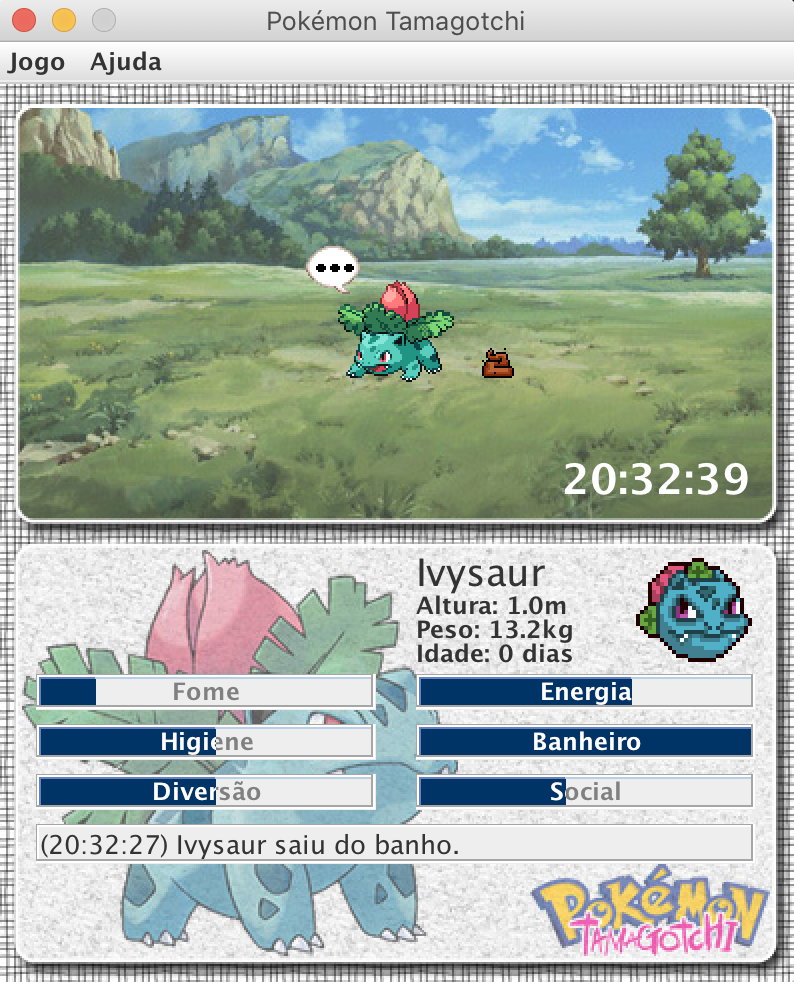 Pokémon Tamagotchi
Jogo Ajuda
20:32:39
Ivysaur
Altura: 1.0m
Peso: 13.2kg
Idade: 0 dias
Fome Energia
Higiene Banheiro
Diversão Social
(20:32:27) Ivysaur saiu do banho.
POKéMON
TAMAGOTCHI